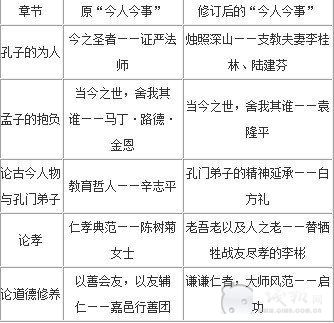 章节 原“今人今事” 修订后的“今人今事”
孔子的为人
今之圣者——证严法
师
烛照深山——支教夫妻李桂
林、陆建芬
孟子的抱负
当今之世，舍我其
谁——马丁·路德·
金恩
当今之世，舍我其谁——袁
隆平
论古今人物
与孔门弟子
教育哲人——辛志平
孔门弟子的精神延承——白
方礼
论孝
仁孝典范——陈树菊
女士
老吾老以及人之老——替牺
牲战友尽孝的李彬
论道德修养
以善会友，以友辅
仁——嘉邑行善团
谦谦仁者，大师风范——启
功